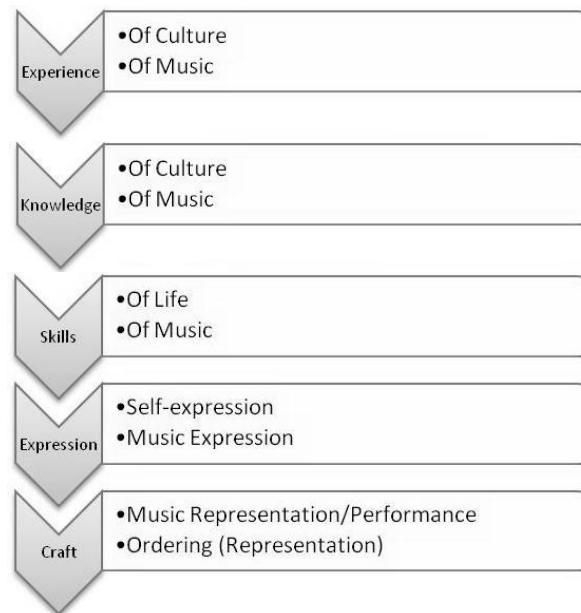 Experience
•Of Culture
•Of Music
Knowledge
•Of Culture
•Of Music
Skills
•Of Life
•Of Music
Expression
•Self-expression
•Music Expression
Craft
•Music Representation/Performance
•Ordering (Representation)